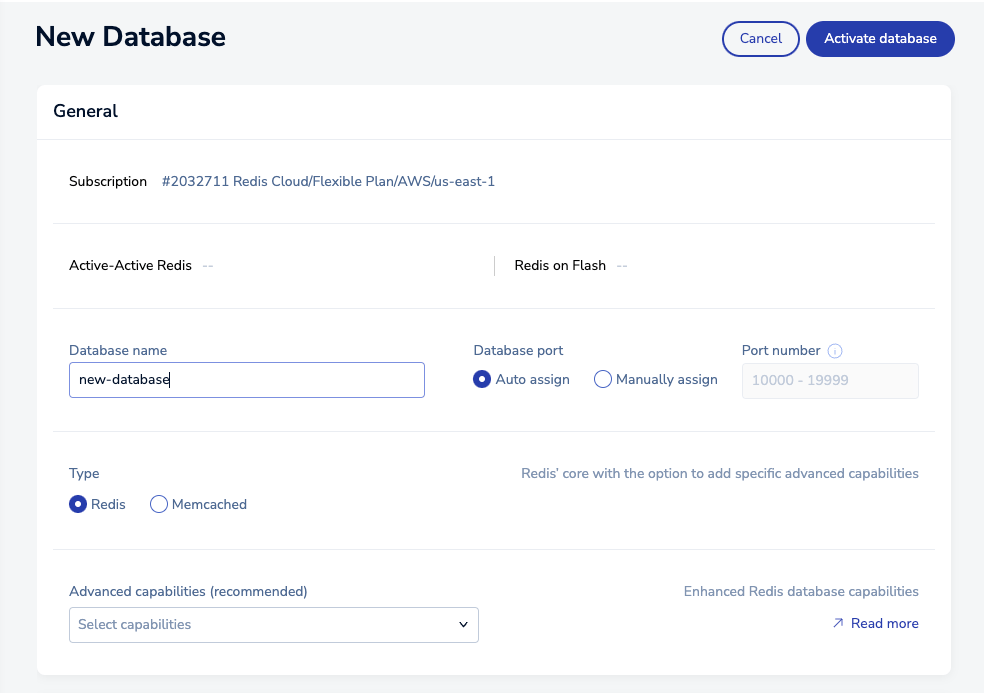 New Database
Cancel
Activate database
General
Subscription #2032711 Redis Cloud/Flexible Plan/AWS/us-east-1
Active-Active Redis --
Redis on Flash --
Database name
new-database
Database port
Auto assign
Manually assign
Port number
10000 - 19999
Type
Redis' core with the option to add specific advanced capabilities
Redis
Memcached
Advanced capabilities (recommended)
Enhanced Redis database capabilities
Select capabilities
Read more